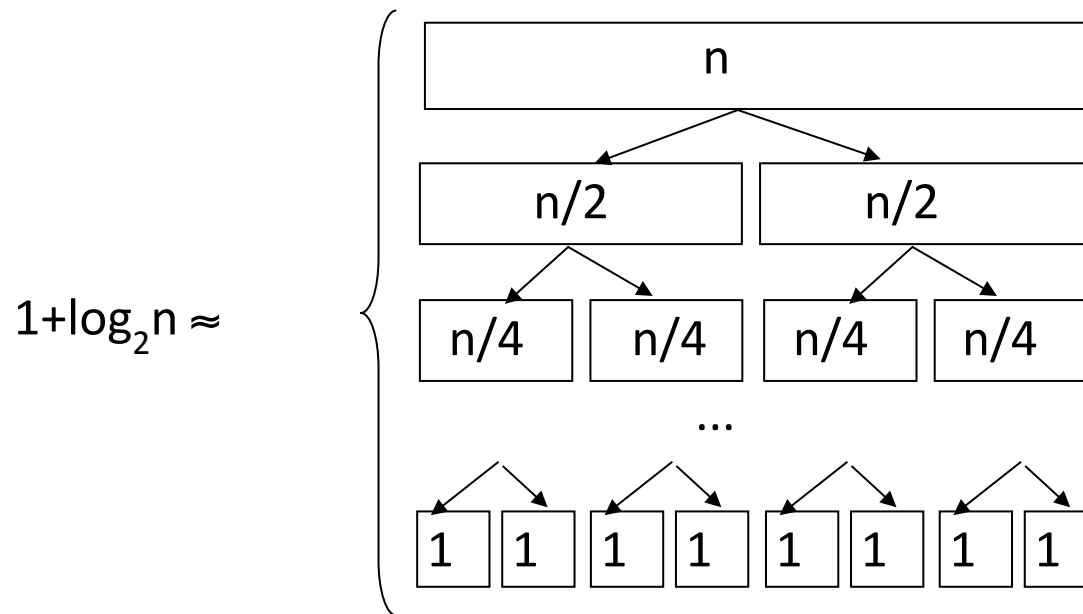 n
n/2 n/2
1+log₂n ≈
n/4 n/4 n/4 n/4
...
1 1 1 1 1 1 1 1